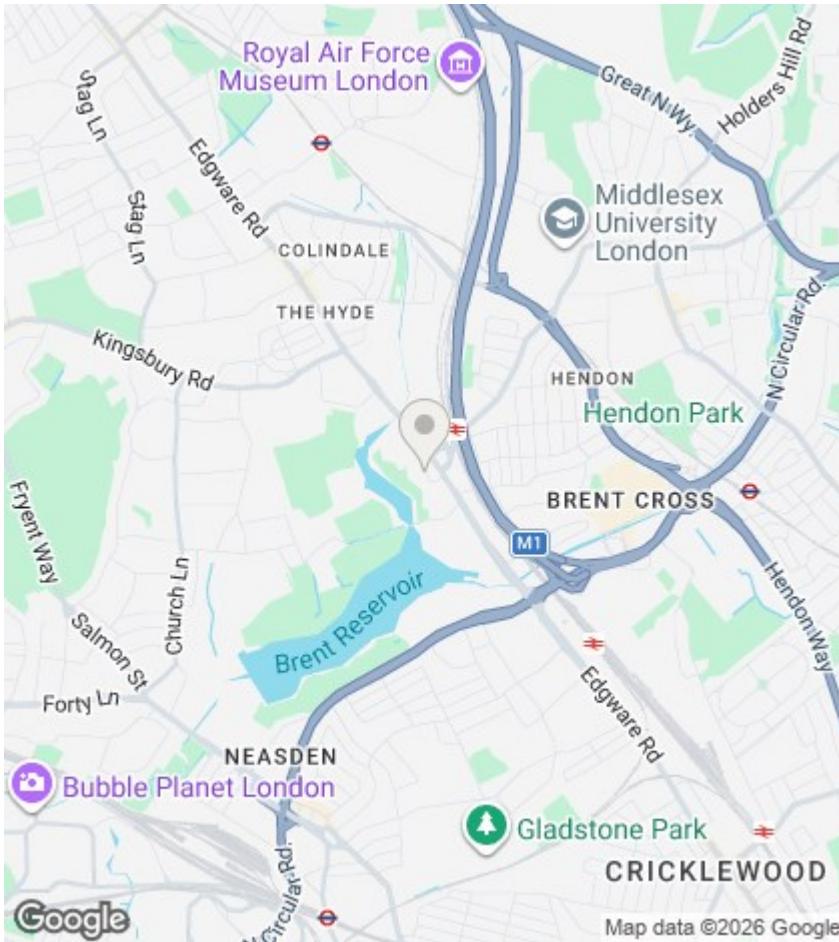 Royal Air Force
Museum London
Great N Wy.
Holders Hill Rd
Stag Ln
Edgware Rd
Stag Ln
Middlesex
University
London
COLINDALE
THE HYDE
N Circular Rd.
Kingsbury Rd
HENDON
Hendon Park
Fryent Way
BRENT CROSS
M1
Church Ln
Brent Reservoir
Hendon Way
Salmon St
Forty Ln
Edgware Rd
NEASDEN
Bubble Planet London
Gladstone Park
N Circular Rd.
CRICKLEWOOD
Google
Map data ©2026 Google